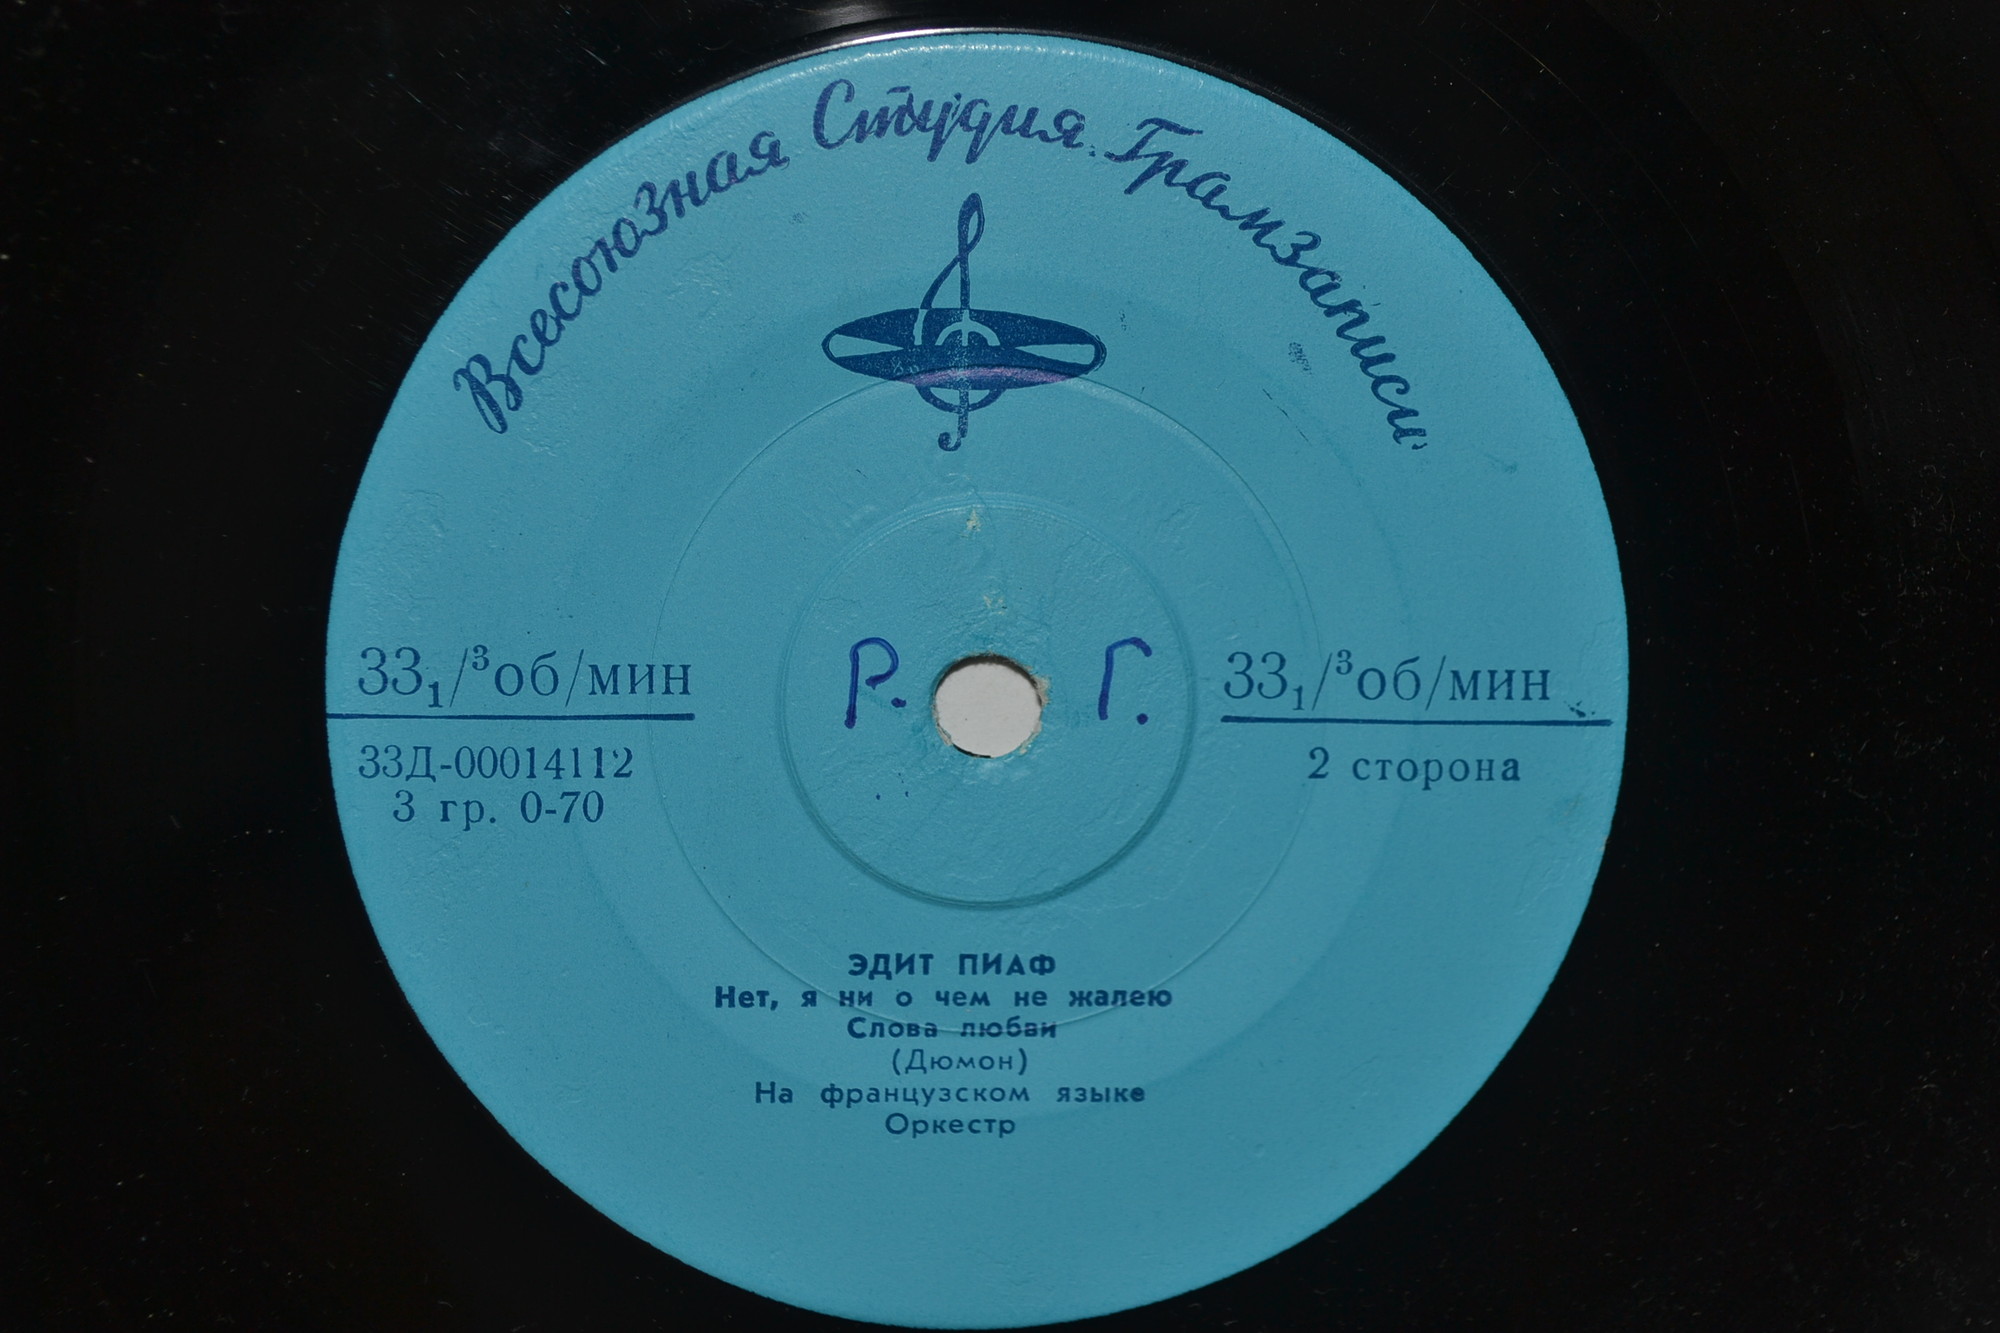 Всесоюзная Студия Грамзаписи
33 1/3 об/мин
33Д-00014112
3 гр. 0-70
Р. Г.
33 1/3 об/мин
2 сторона
ЭДИТ ПИАФ
Нет, я ни о чем не жалею
Слова любви
(Дюмон)
На французском языке
Оркестр